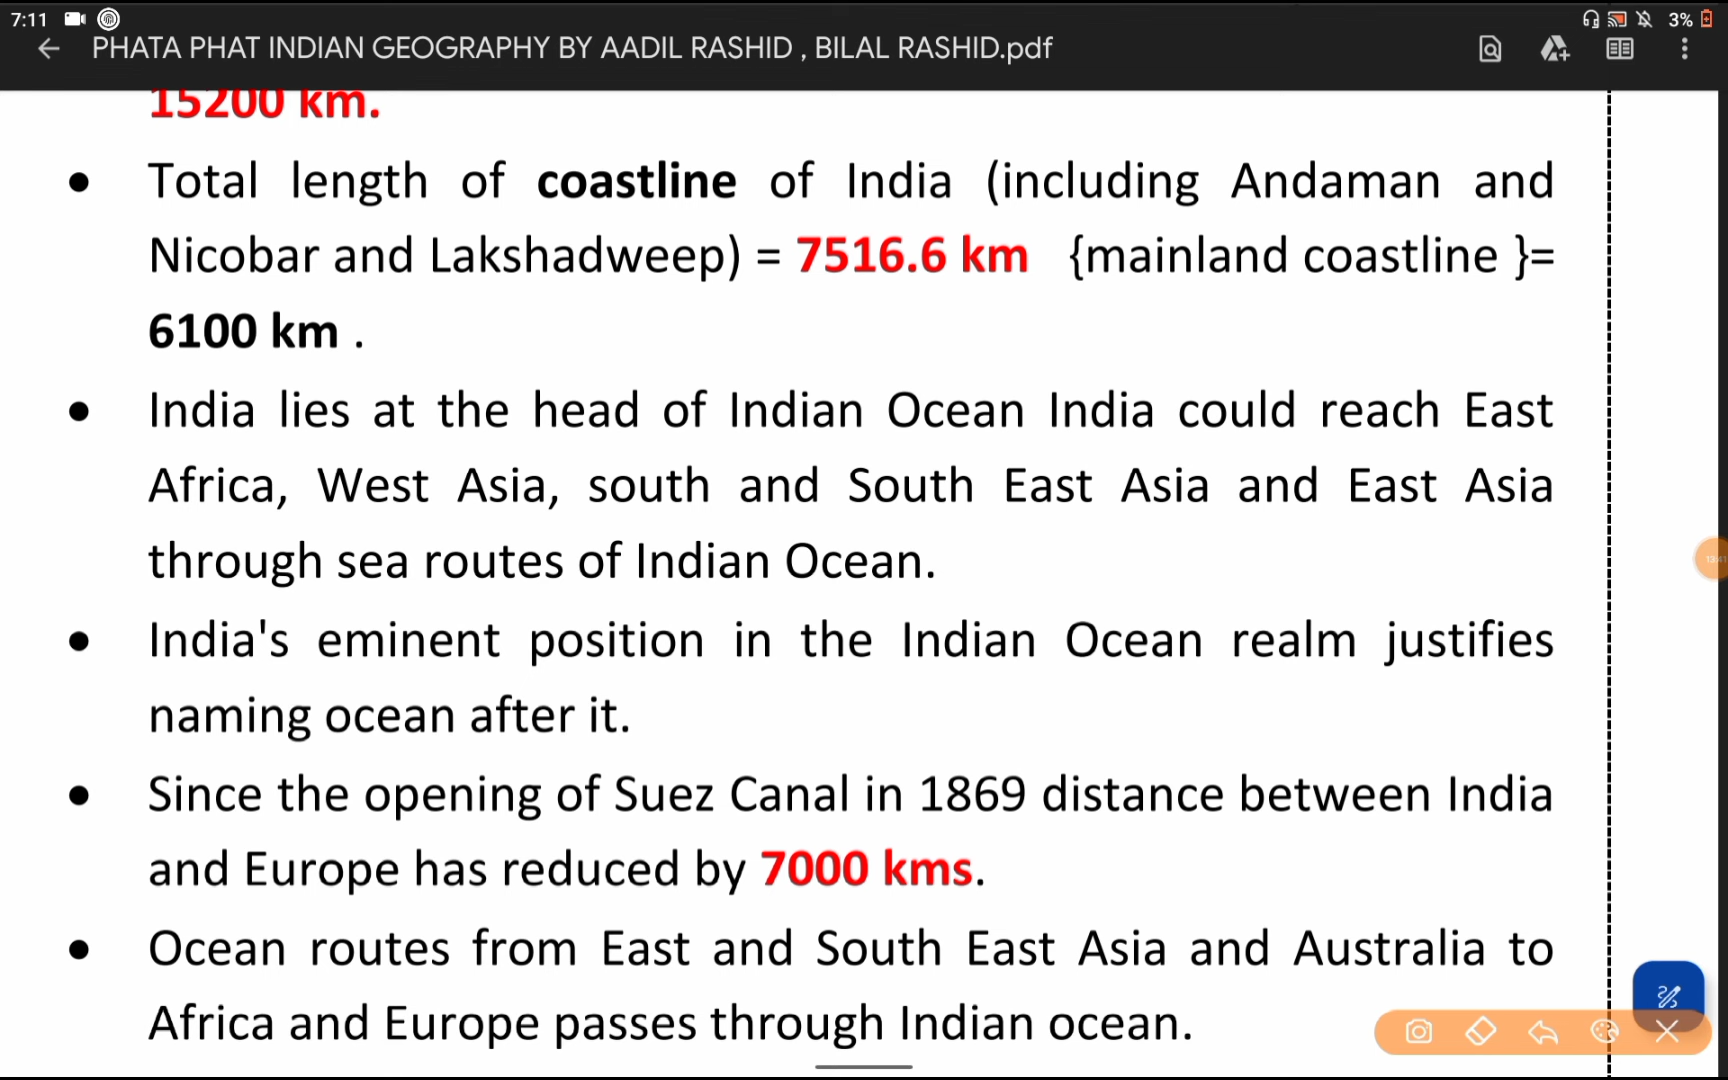 7:11
3%
PHATA PHAT INDIAN GEOGRAPHY BY AADIL RASHID , BILAL RASHID.pdf
15200 km.
• Total length of coastline of India (including Andaman and
Nicobar and Lakshadweep) = 7516.6 km {mainland coastline }=
6100 km .
• India lies at the head of Indian Ocean India could reach East
Africa, West Asia, south and South East Asia and East Asia
through sea routes of Indian Ocean.
• India's eminent position in the Indian Ocean realm justifies
naming ocean after it.
• Since the opening of Suez Canal in 1869 distance between India
and Europe has reduced by 7000 kms.
• Ocean routes from East and South East Asia and Australia to
Africa and Europe passes through Indian ocean.